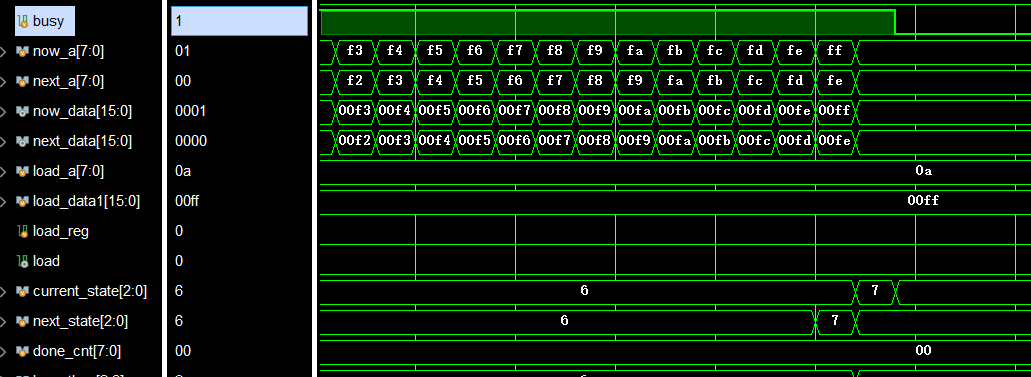 busy 1
now_a[7:0] 01 f3 f4 f5 f6 f7 f8 f9 fa fb fc fd fe ff
next_a[7:0] 00 f2 f3 f4 f5 f6 f7 f8 f9 fa fb fc fd fe
now_data[15:0] 0001 00f3 00f4 00f5 00f6 00f7 00f8 00f9 00fa 00fb 00fc 00fd 00fe 00ff
next_data[15:0] 0000 00f2 00f3 00f4 00f5 00f6 00f7 00f8 00f9 00fa 00fb 00fc 00fd 00fe
load_a[7:0] 0a 0a
load_data1[15:0] 00ff 00ff
load_reg 0
load 0
current_state[2:0] 6 6 7
next_state[2:0] 6 6 7
done_cnt[7:0] 00 00